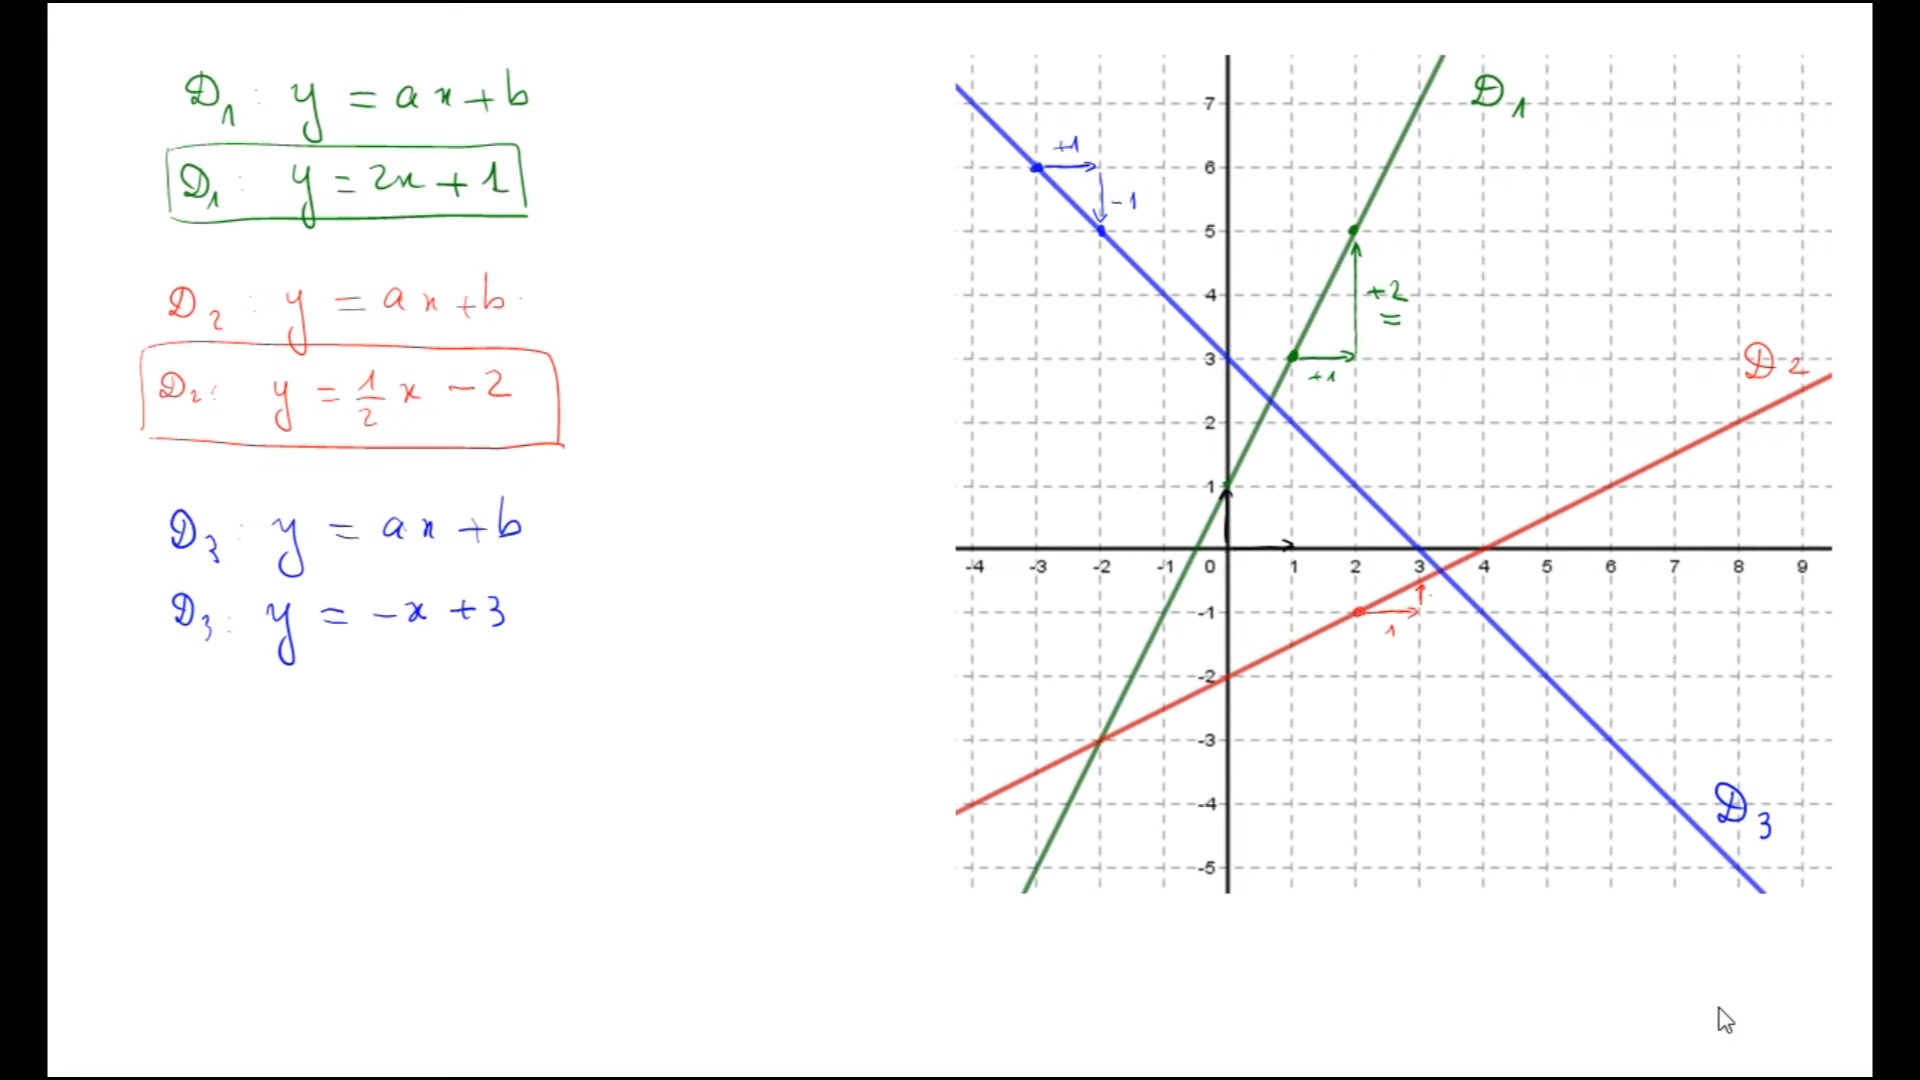 D₁ : y = ax + b
D₁ : y = 2x + 1
D₂ : y = ax + b
D₂ : y = 1/2 x - 2
D₃ : y = ax + b
D₃ : y = -x + 3
D₁
7
+1
6
-1
5
+2
=
4
3
+1
D2
2
1
-4 -3 -2 -1 0 1 2 3 4 5 6 7 8 9
-1
1
-2
-3
-4
D₃
-5